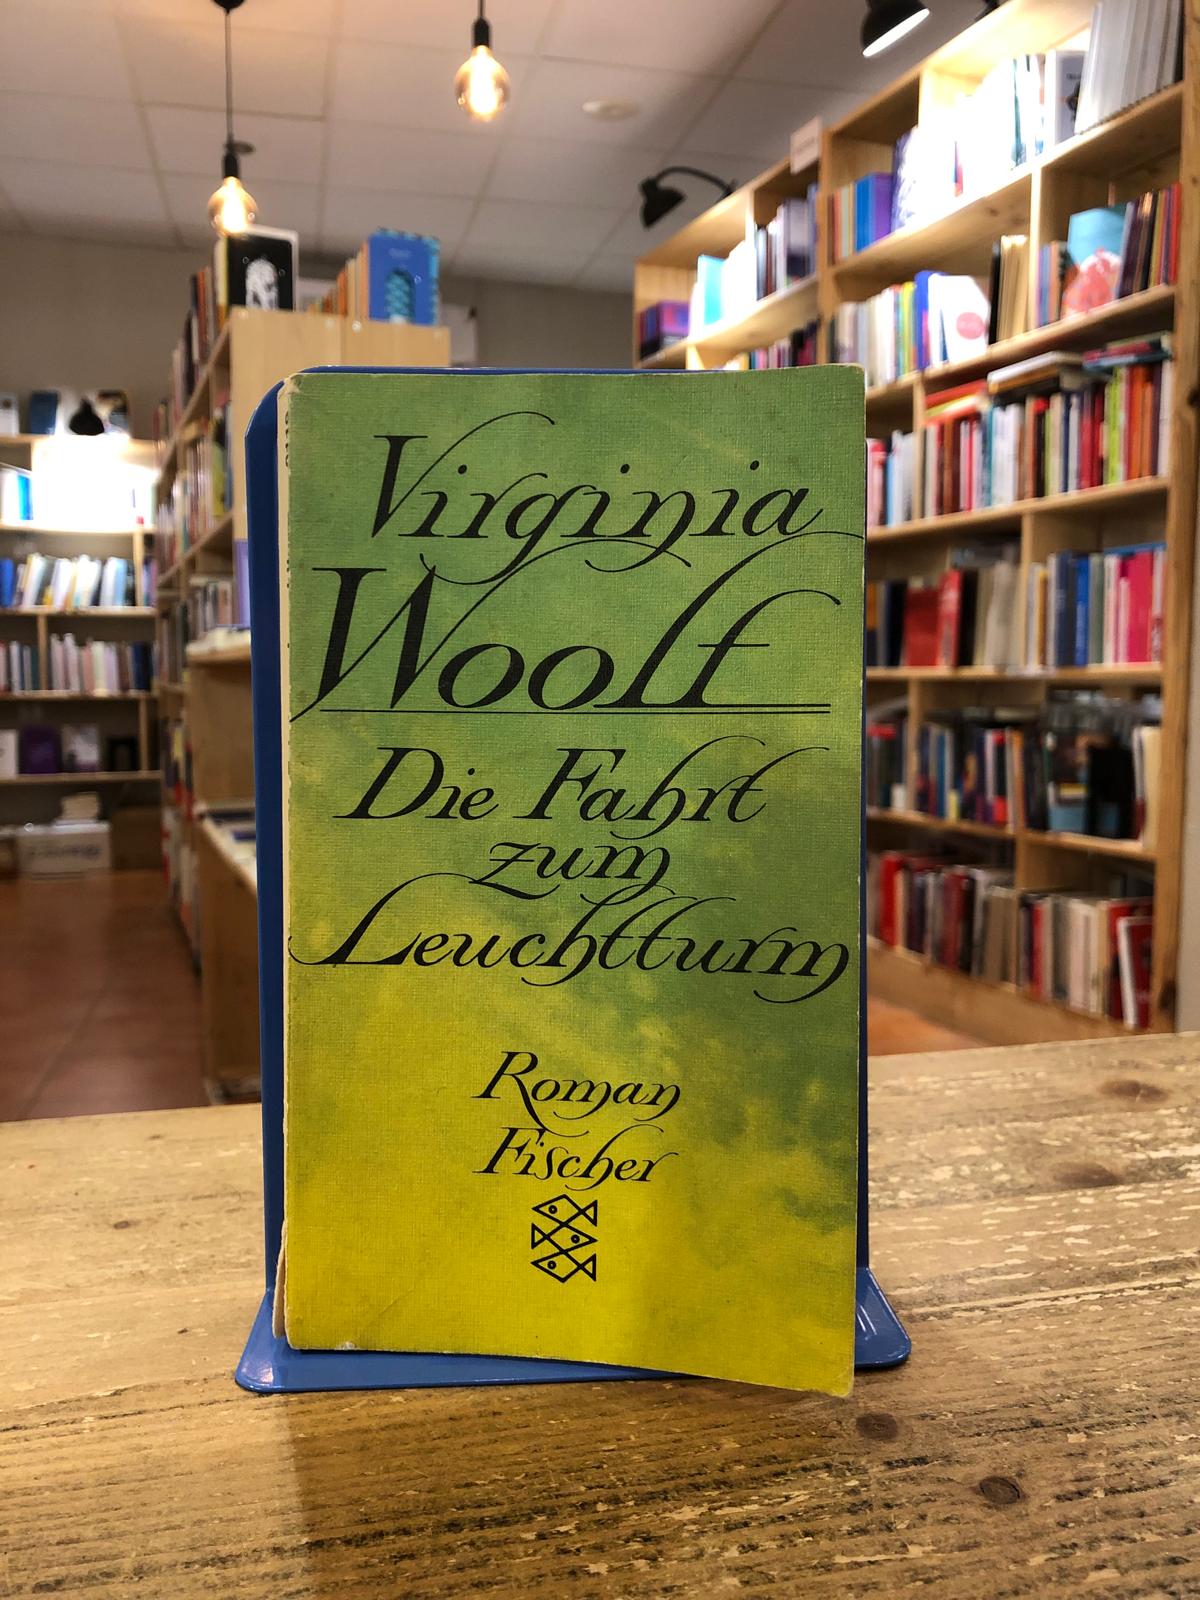 Virginia
Woolf
Die Fahrt
zum
Leuchtturm
Roman
Fischer